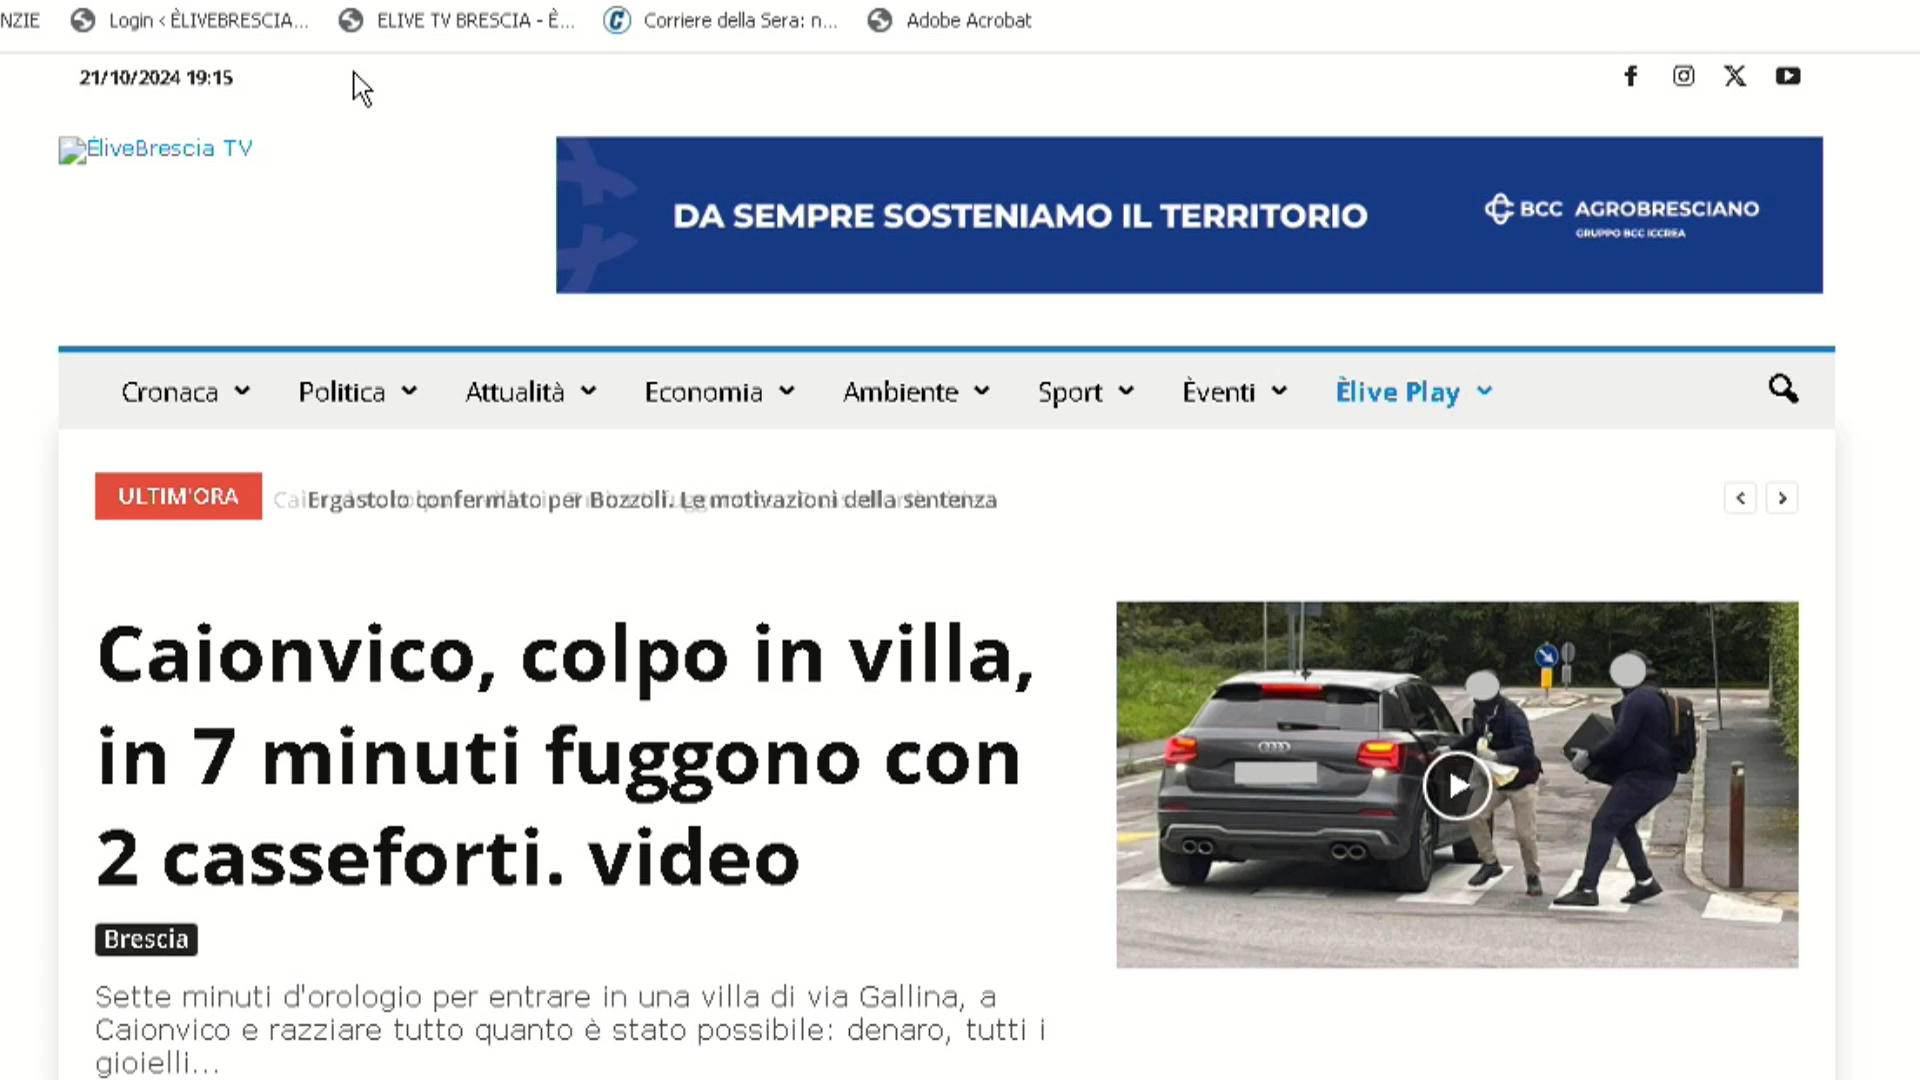 NZIE
Login ‹ ÈLIVEBRESCIA...
ELIVE TV BRESCIA - È...
Corriere della Sera: n...
Adobe Acrobat
21/10/2024 19:15
ÈliveBrescia TV
DA SEMPRE SOSTENIAMO IL TERRITORIO
BCC AGROBRESCIANO
GRUPPO BCC ICCREA
Cronaca
Politica
Attualità
Economia
Ambiente
Sport
Èventi
Èlive Play
ULTIM'ORA
Ergastolo confermato per Bozzoli. Le motivazioni della sentenza
Caionvico, colpo in villa,
in 7 minuti fuggono con
2 casseforti. video
Brescia
Sette minuti d'orologio per entrare in una villa di via Gallina, a
Caionvico e razziare tutto quanto è stato possibile: denaro, tutti i
gioielli...